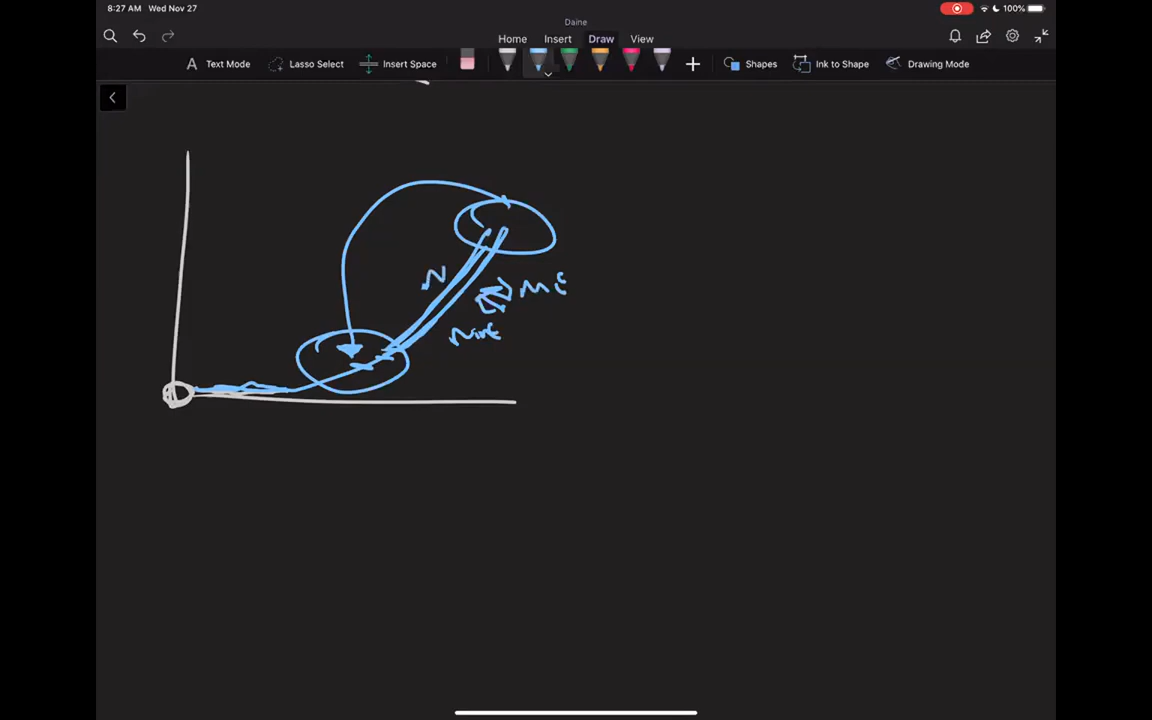 8:27 AM Wed Nov 27
100%
Daine
Home Insert Draw View
Text Mode Lasso Select Insert Space Shapes Ink to Shape Drawing Mode
N
ME